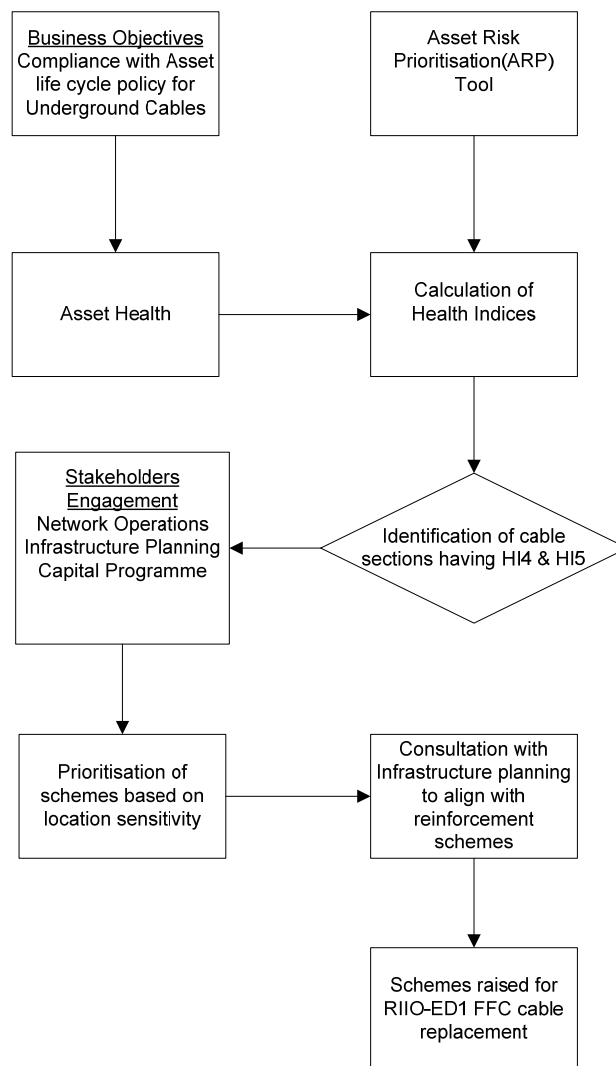 Business Objectives
Compliance with Asset
life cycle policy for
Underground Cables
Asset Risk
Prioritisation(ARP)
Tool
Asset Health
Calculation of
Health Indices
Stakeholders
Engagement
Network Operations
Infrastructure Planning
Capital Programme
Identification of cable
sections having HI4 & HI5
Prioritisation of
schemes based on
location sensitivity
Consultation with
Infrastructure planning
to align with
reinforcement
schemes
Schemes raised for
RIIO-ED1 FFC cable
replacement